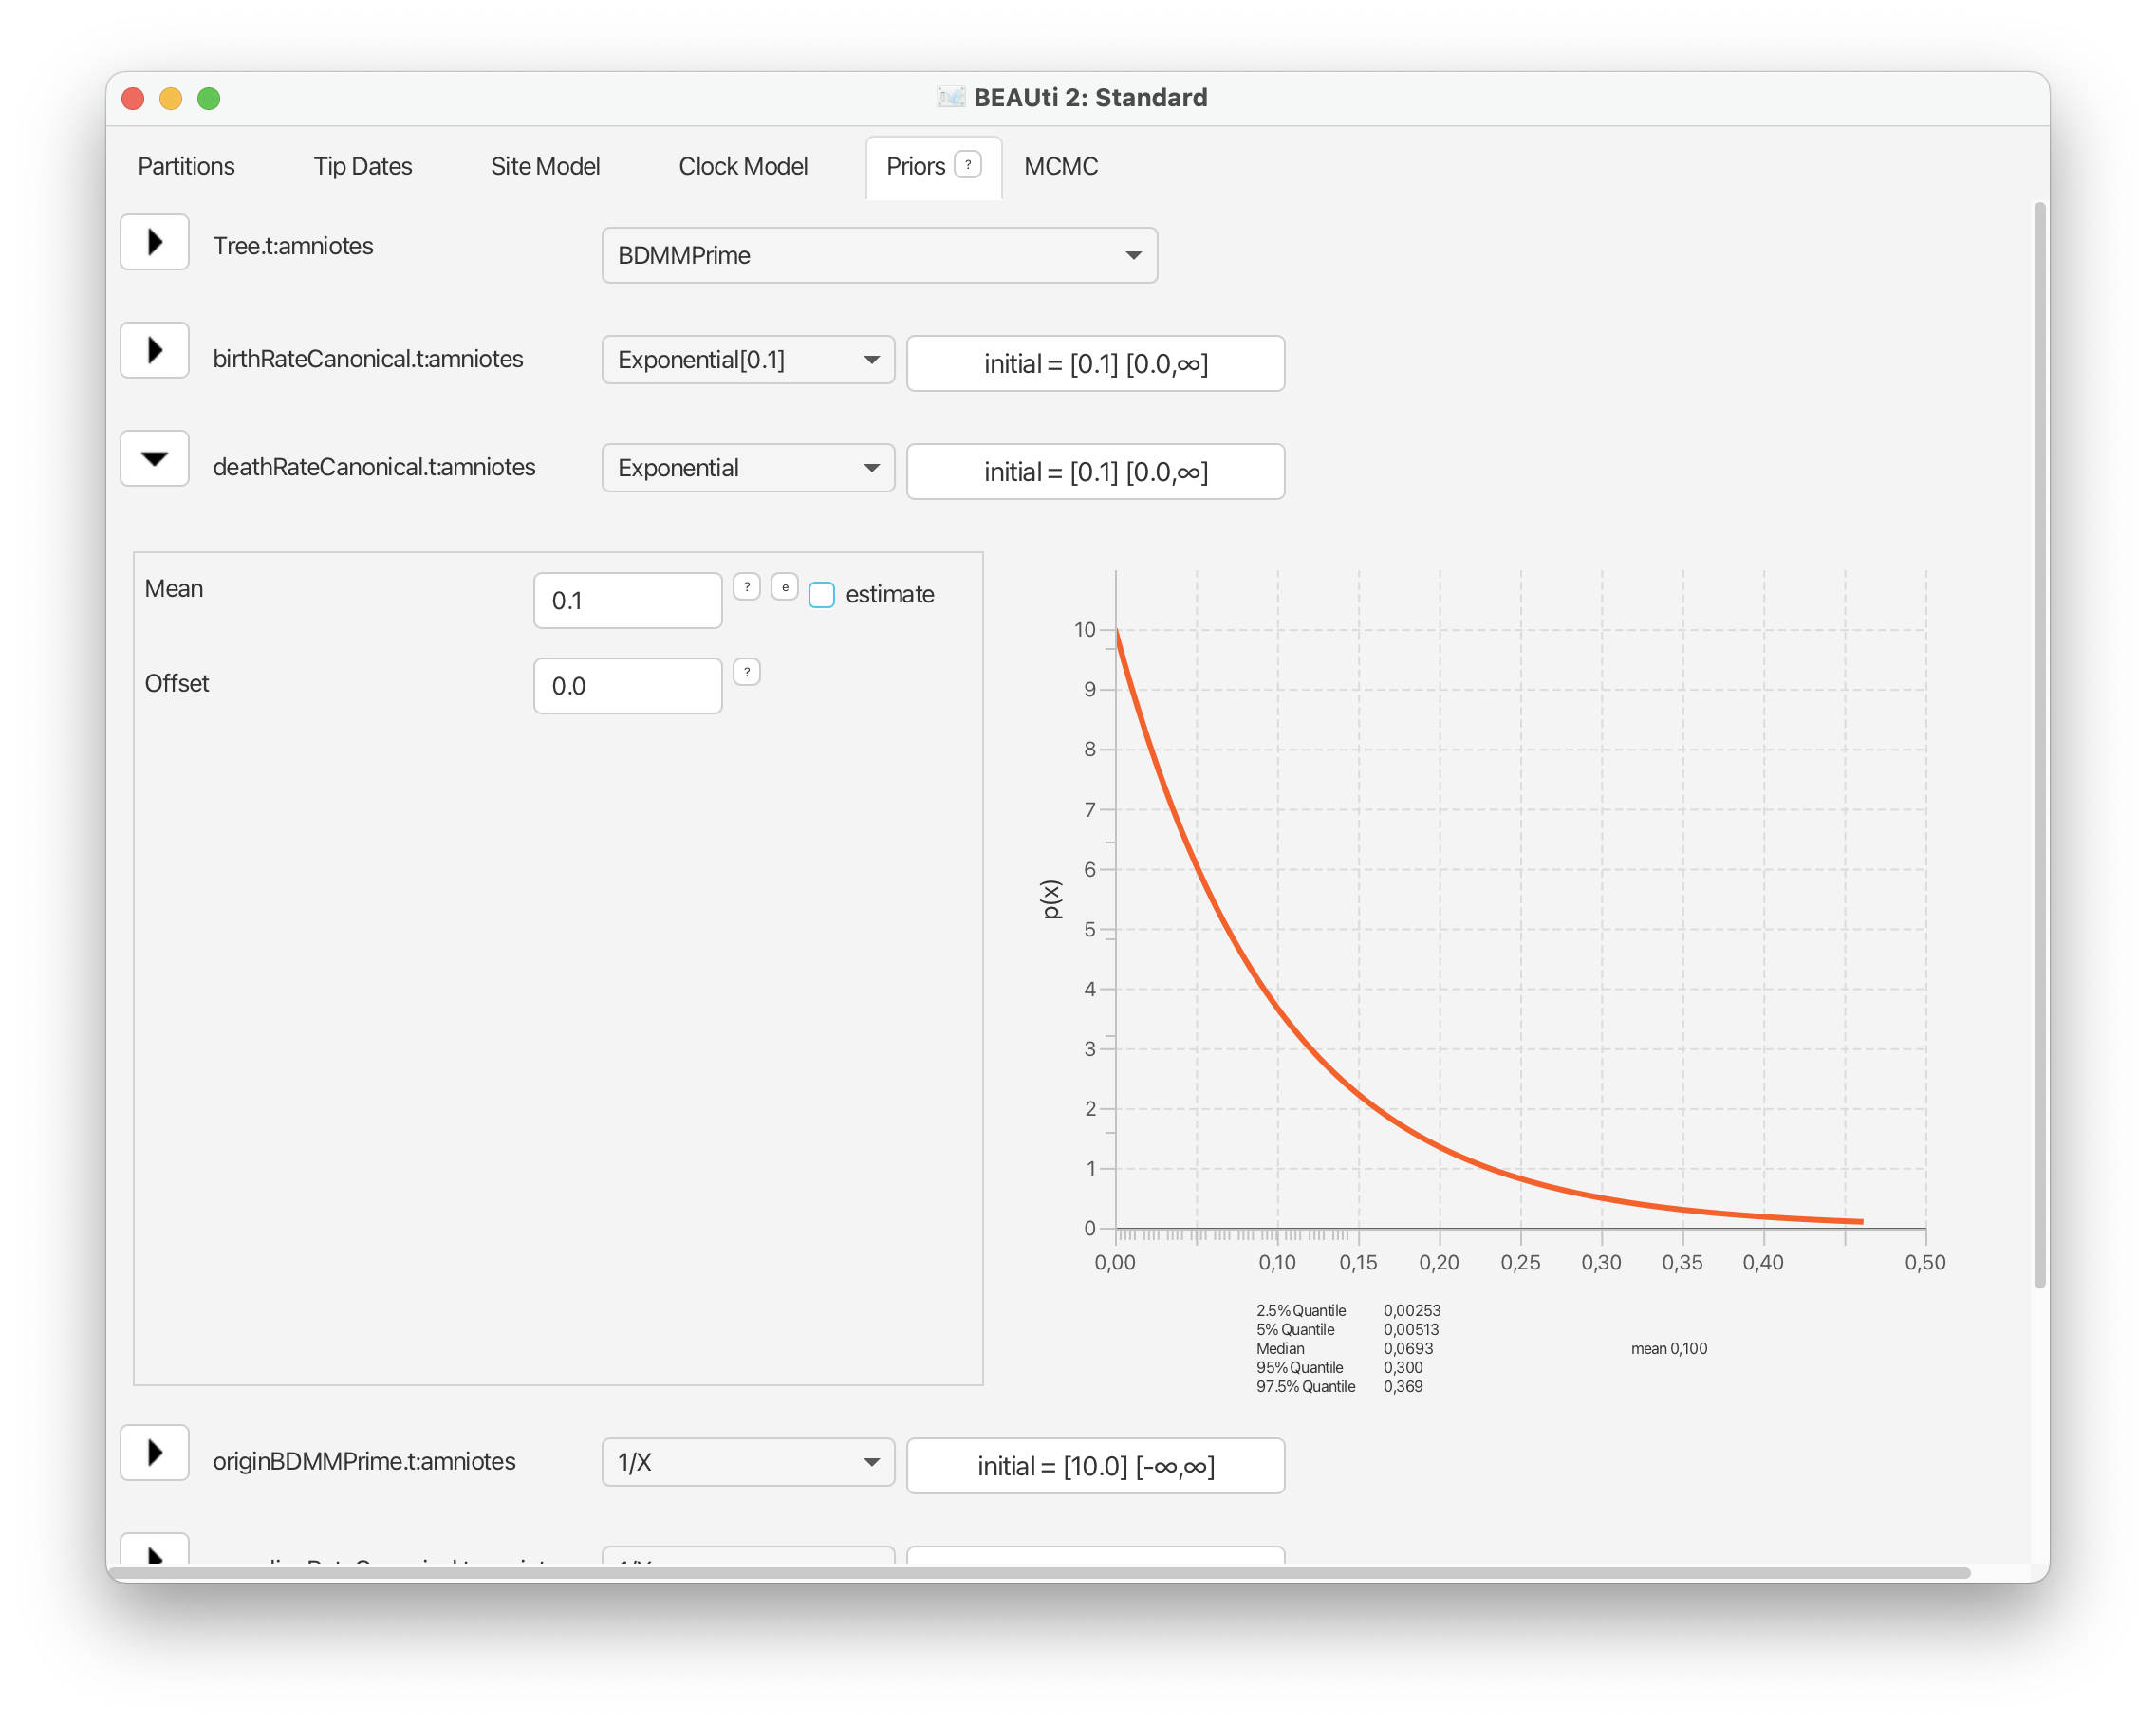 BEAUti 2: Standard
Partitions Tip Dates Site Model Clock Model Priors ? MCMC
Tree.t:amniotes BDMMPrime
birthRateCanonical.t:amniotes Exponential[0.1] initial = [0.1] [0.0,∞]
deathRateCanonical.t:amniotes Exponential initial = [0.1] [0.0,∞]
Mean 0.1 ? e estimate
Offset 0.0 ?
10
9
8
7
6
5
4
3
2
1
0
p(x)
0,00 0,10 0,15 0,20 0,25 0,30 0,35 0,40 0,50
2.5% Quantile 0,00253
5% Quantile 0,00513
Median 0,0693 mean 0,100
95% Quantile 0,300
97.5% Quantile 0,369
originBDMMPrime.t:amniotes 1/X initial = [10.0] [-∞,∞]